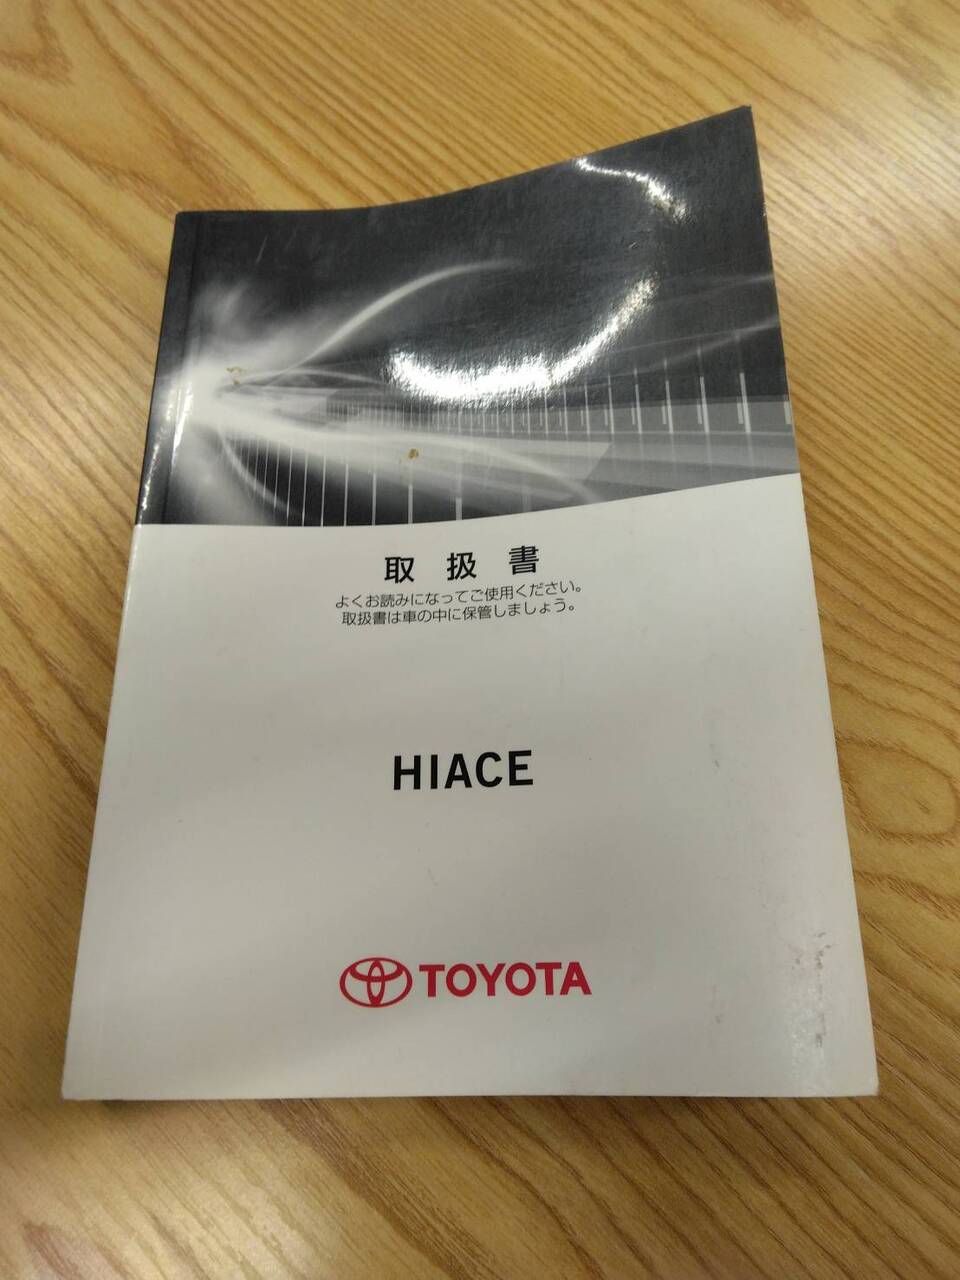 取扱書
よくお読みになってご使用ください。
取扱書は車の中に保管しましょう。
HIACE
TOYOTA